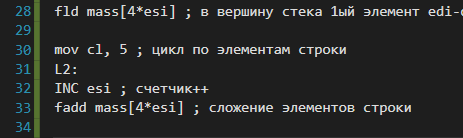 28 fld mass[4*esi] ; в вершину стека 1ый элемент edi-
29
30 mov cl, 5 ; цикл по элементам строки
31 L2:
32 INC esi ; счетчик++
33 fadd mass[4*esi] ; сложение элементов строки
34